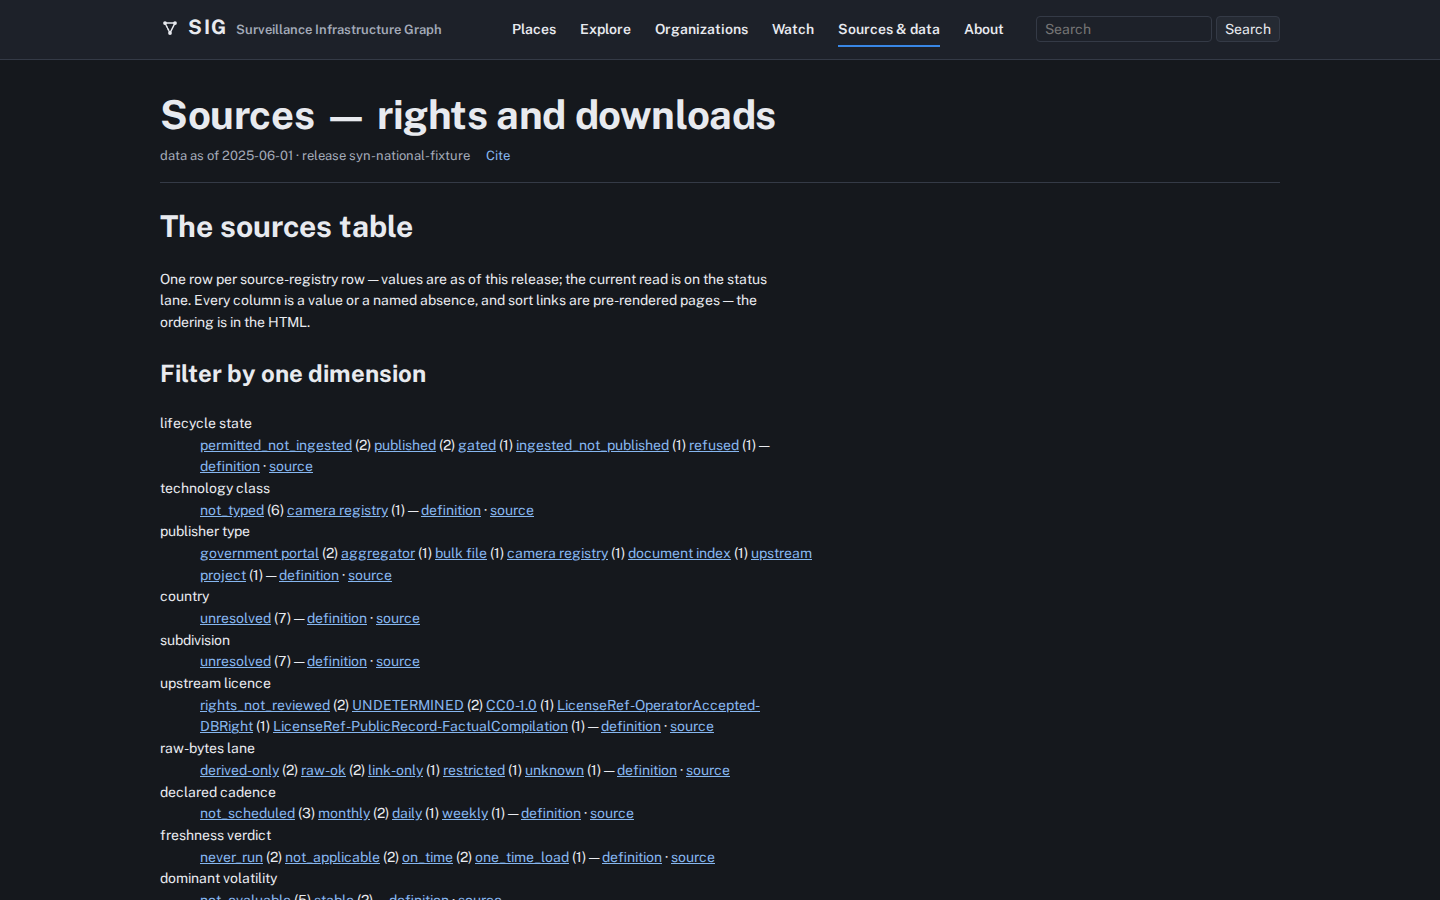 SIG Surveillance Infrastructure Graph Places Explore Organizations Watch Sources & data About Search Search
Sources — rights and downloads
data as of 2025-06-01 · release syn-national-fixture Cite
The sources table
One row per source-registry row — values are as of this release; the current read is on the status
lane. Every column is a value or a named absence, and sort links are pre-rendered pages — the
ordering is in the HTML.
Filter by one dimension
lifecycle state
permitted_not_ingested (2) published (2) gated (1) ingested_not_published (1) refused (1) —
definition · source
technology class
not_typed (6) camera registry (1) — definition · source
publisher type
government portal (2) aggregator (1) bulk file (1) camera registry (1) document index (1) upstream
project (1) — definition · source
country
unresolved (7) — definition · source
subdivision
unresolved (7) — definition · source
upstream licence
rights_not_reviewed (2) UNDETERMINED (2) CC0-1.0 (1) LicenseRef-OperatorAccepted-
DBRight (1) LicenseRef-PublicRecord-FactualCompilation (1) — definition · source
raw-bytes lane
derived-only (2) raw-ok (2) link-only (1) restricted (1) unknown (1) — definition · source
declared cadence
not_scheduled (3) monthly (2) daily (1) weekly (1) — definition · source
freshness verdict
never_run (2) not_applicable (2) on_time (2) one_time_load (1) — definition · source
dominant volatility
not_evaluable (5) stable (2) — definition · source